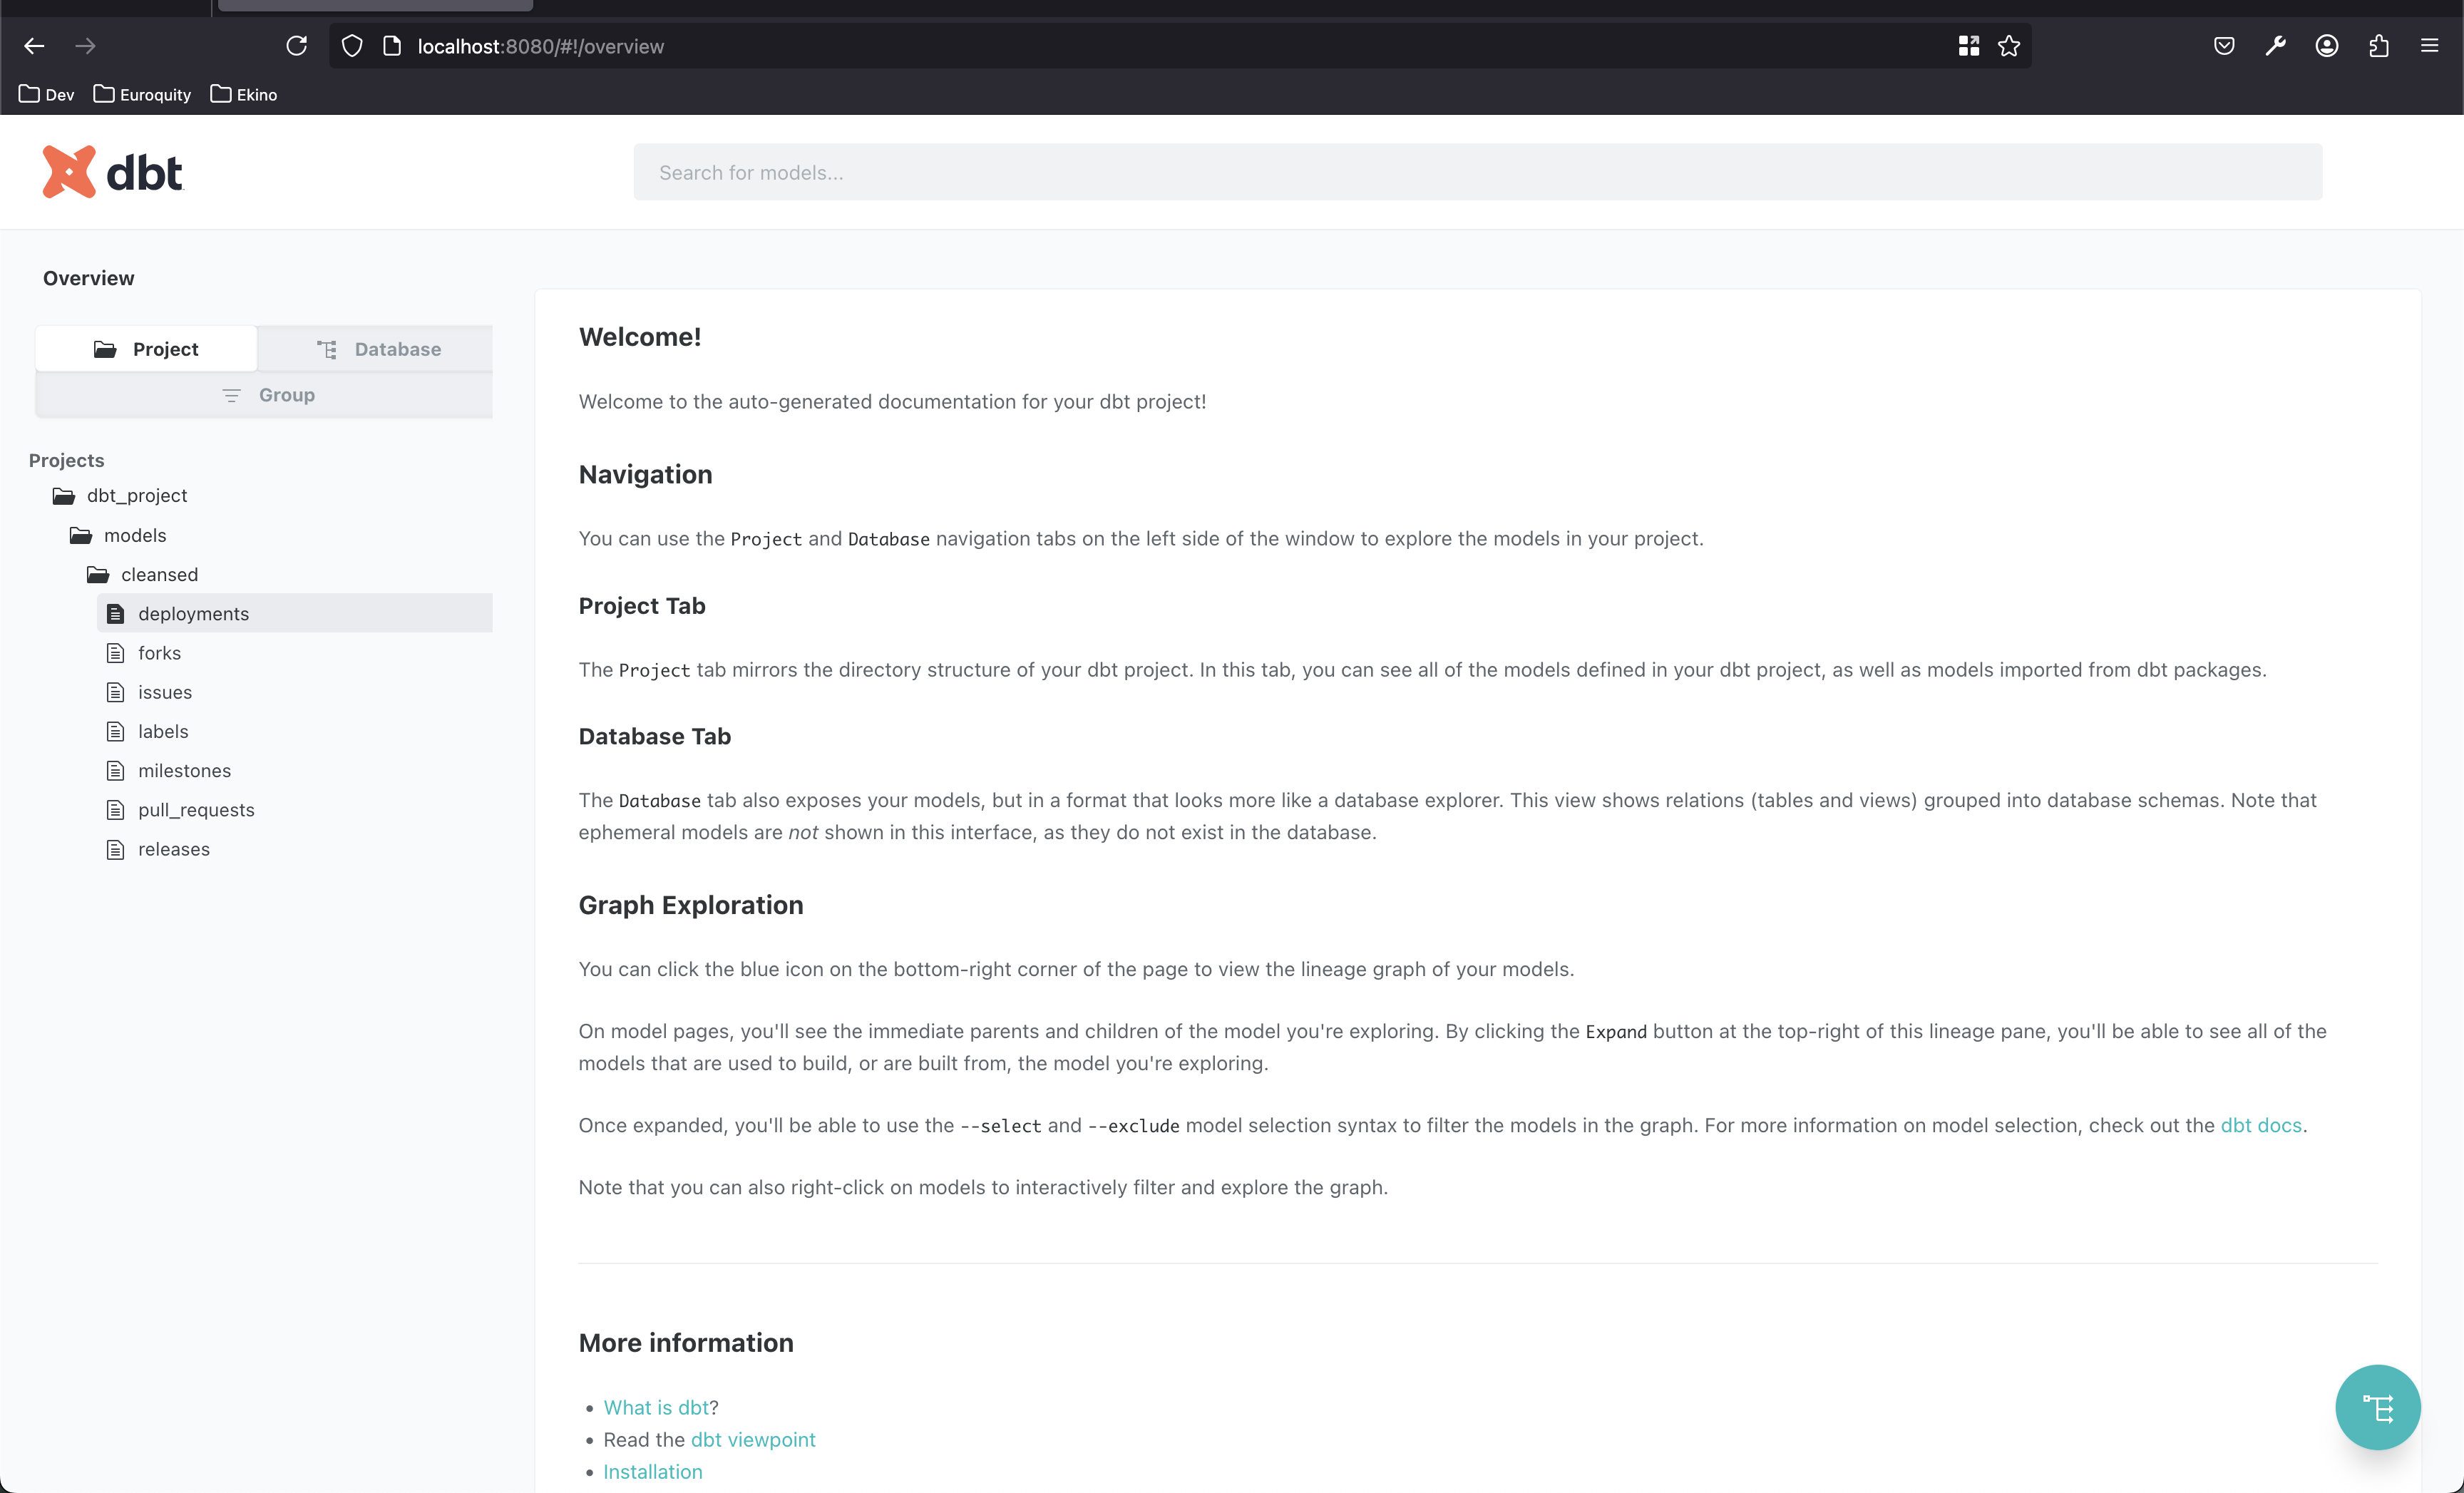 localhost:8080/#!/overview
Dev Euroquity Ekino
dbt
Search for models...
Overview
Project Database
Group
Projects
dbt_project
models
cleansed
deployments
forks
issues
labels
milestones
pull_requests
releases
Welcome!
Welcome to the auto-generated documentation for your dbt project!
Navigation
You can use the Project and Database navigation tabs on the left side of the window to explore the models in your project.
Project Tab
The Project tab mirrors the directory structure of your dbt project. In this tab, you can see all of the models defined in your dbt project, as well as models imported from dbt packages.
Database Tab
The Database tab also exposes your models, but in a format that looks more like a database explorer. This view shows relations (tables and views) grouped into database schemas. Note that
ephemeral models are not shown in this interface, as they do not exist in the database.
Graph Exploration
You can click the blue icon on the bottom-right corner of the page to view the lineage graph of your models.
On model pages, you'll see the immediate parents and children of the model you're exploring. By clicking the Expand button at the top-right of this lineage pane, you'll be able to see all of the
models that are used to build, or are built from, the model you're exploring.
Once expanded, you'll be able to use the --select and --exclude model selection syntax to filter the models in the graph. For more information on model selection, check out the dbt docs.
Note that you can also right-click on models to interactively filter and explore the graph.
More information
• What is dbt?
• Read the dbt viewpoint
• Installation